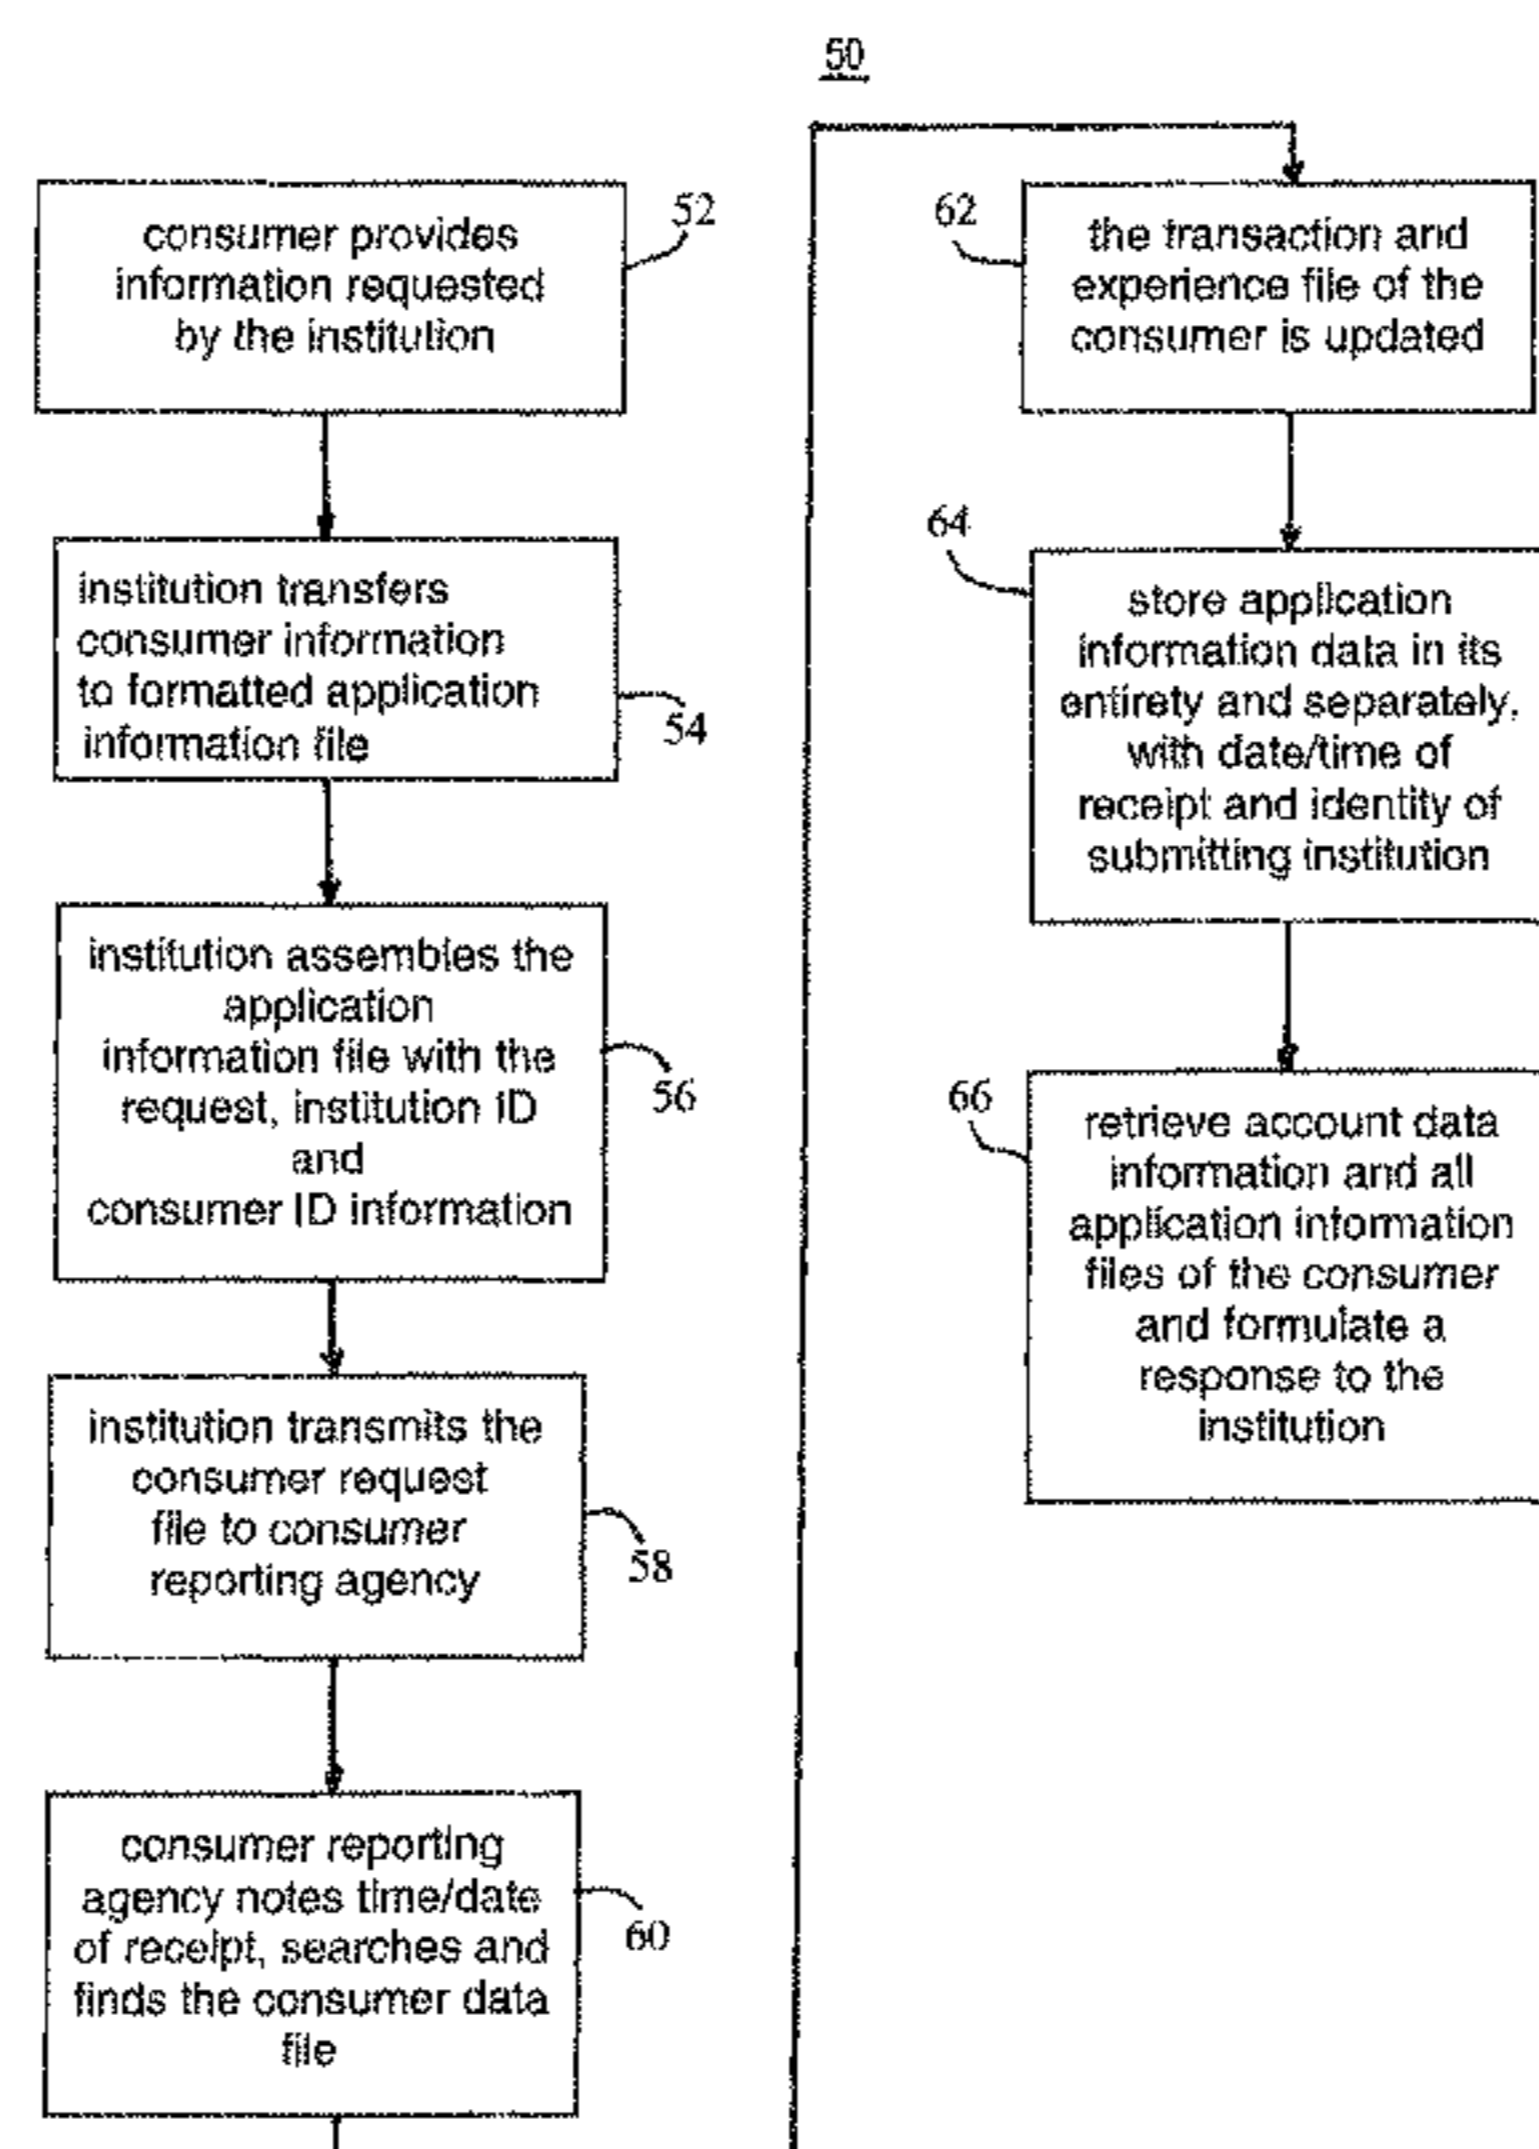 50
consumer provides
information requested
by the institution
52
institution transfers
consumer information
to formatted application
information file
54
institution assembles the
application
information file with the
request, institution ID
and
consumer ID information
56
institution transmits the
consumer request
file to consumer
reporting agency
58
consumer reporting
agency notes time/date
of receipt, searches and
finds the consumer data
file
60
62
the transaction and
experience file of the
consumer is updated
64
store application
information data in its
entirety and separately,
with date/time of
receipt and identity of
submitting institution
66
retrieve account data
information and all
application information
files of the consumer
and formulate a
response to the
institution